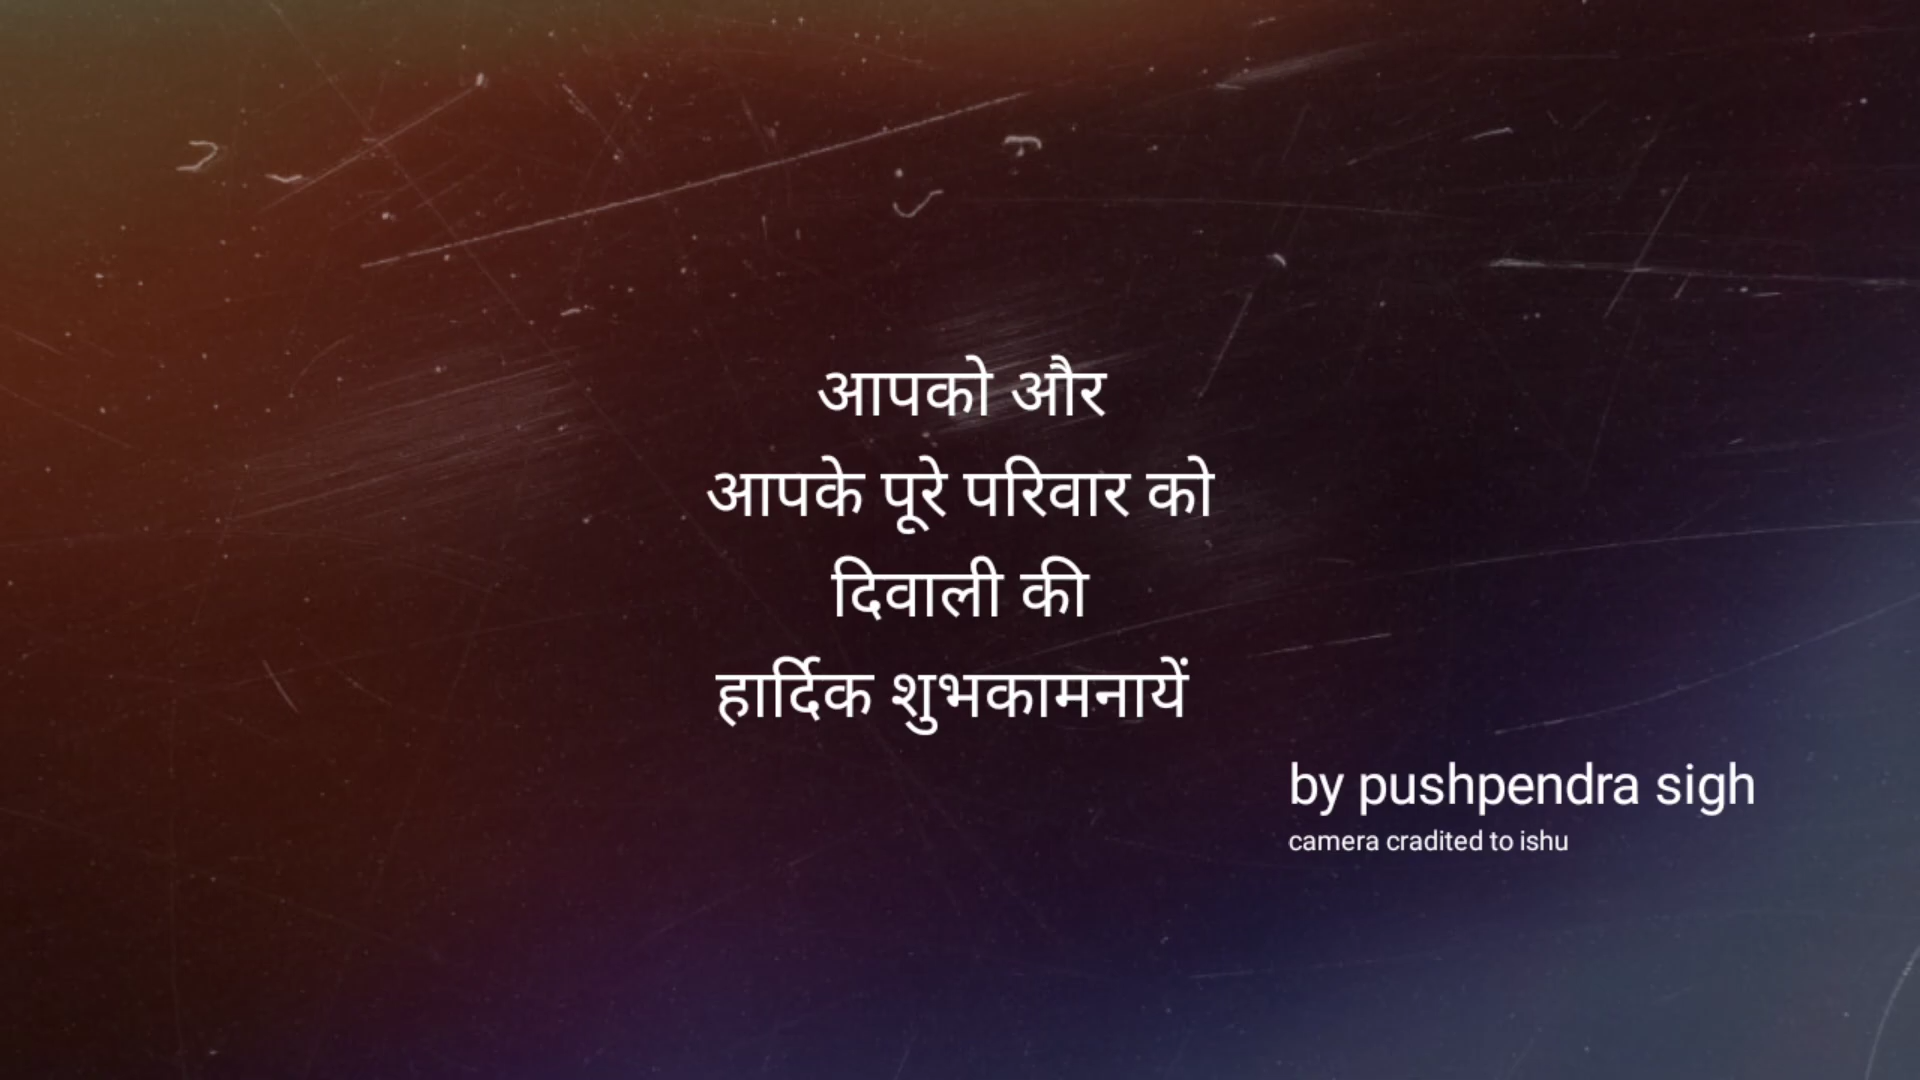 आपको और
आपके पूरे परिवार को
दिवाली की
हार्दिक शुभकामनायें
by pushpendra sigh
camera cradited to ishu